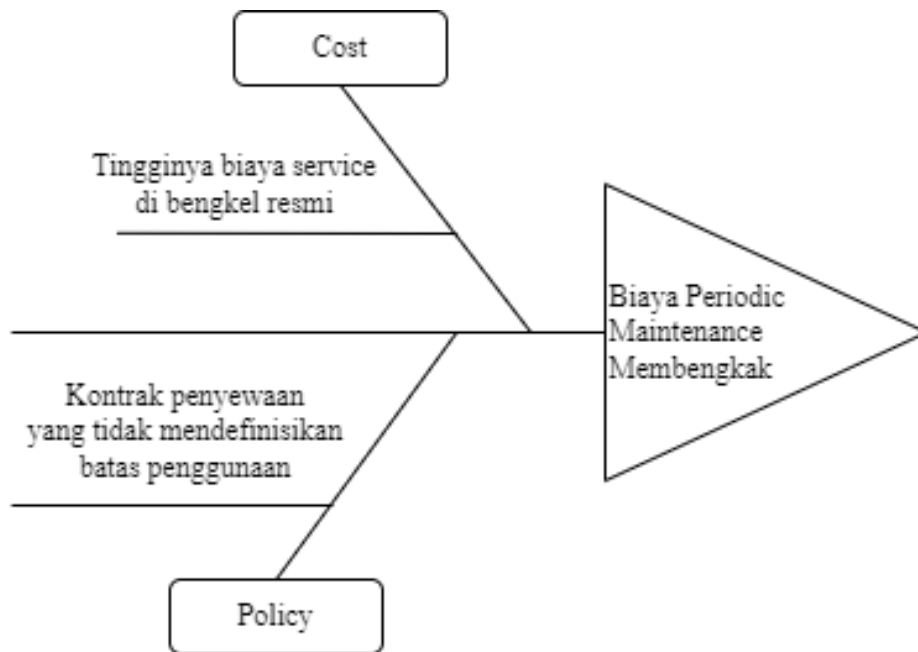 Cost
Tingginya biaya service
di bengkel resmi
Biaya Periodic
Maintenance
Membengkak
Kontrak penyewaan
yang tidak mendefinisikan
batas penggunaan
Policy